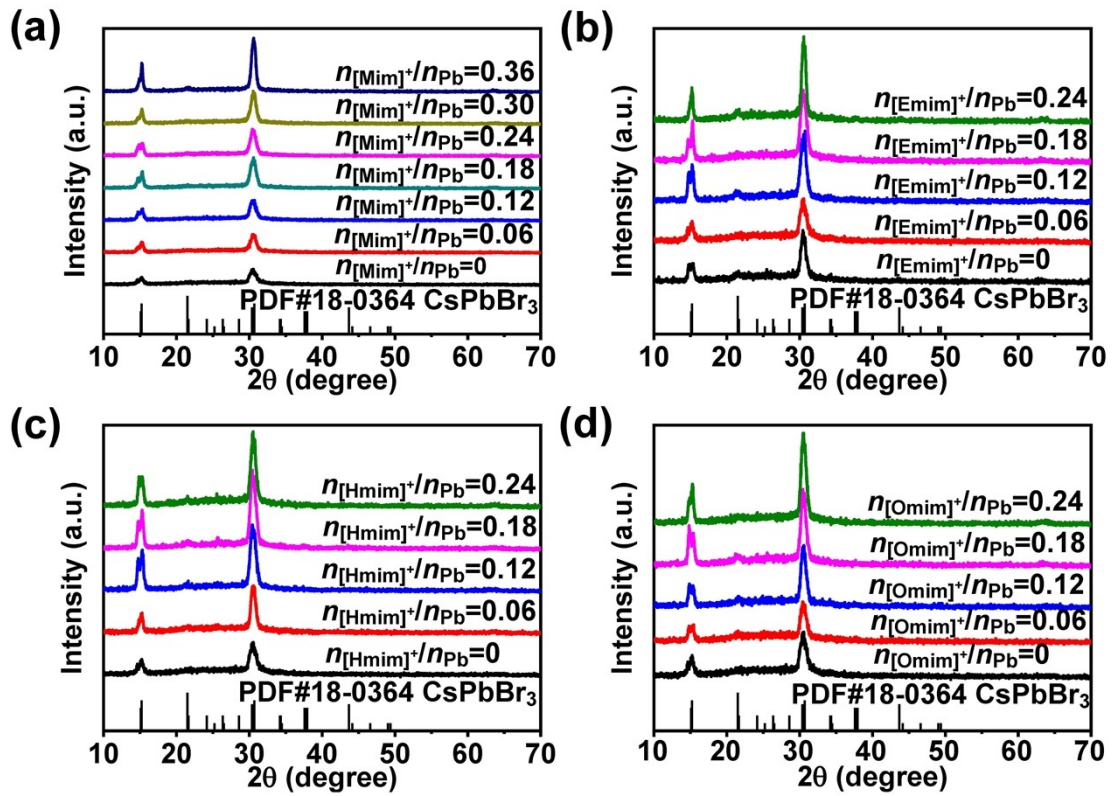 (a)
Intensity (a.u.)
n[Mim]+/nPb=0.36
n[Mim]+/nPb=0.30
n[Mim]+/nPb=0.24
n[Mim]+/nPb=0.18
n[Mim]+/nPb=0.12
n[Mim]+/nPb=0.06
n[Mim]+/nPb=0
PDF#18-0364 CsPbBr3
10 20 30 40 50 60 70
2θ (degree)
(b)
Intensity (a.u.)
n[Emim]+/nPb=0.24
n[Emim]+/nPb=0.18
n[Emim]+/nPb=0.12
n[Emim]+/nPb=0.06
n[Emim]+/nPb=0
PDF#18-0364 CsPbBr3
10 20 30 40 50 60 70
2θ (degree)
(c)
Intensity (a.u.)
n[Hmim]+/nPb=0.24
n[Hmim]+/nPb=0.18
n[Hmim]+/nPb=0.12
n[Hmim]+/nPb=0.06
n[Hmim]+/nPb=0
PDF#18-0364 CsPbBr3
10 20 30 40 50 60 70
2θ (degree)
(d)
Intensity (a.u.)
n[Omim]+/nPb=0.24
n[Omim]+/nPb=0.18
n[Omim]+/nPb=0.12
n[Omim]+/nPb=0.06
n[Omim]+/nPb=0
PDF#18-0364 CsPbBr3
10 20 30 40 50 60 70
2θ (degree)